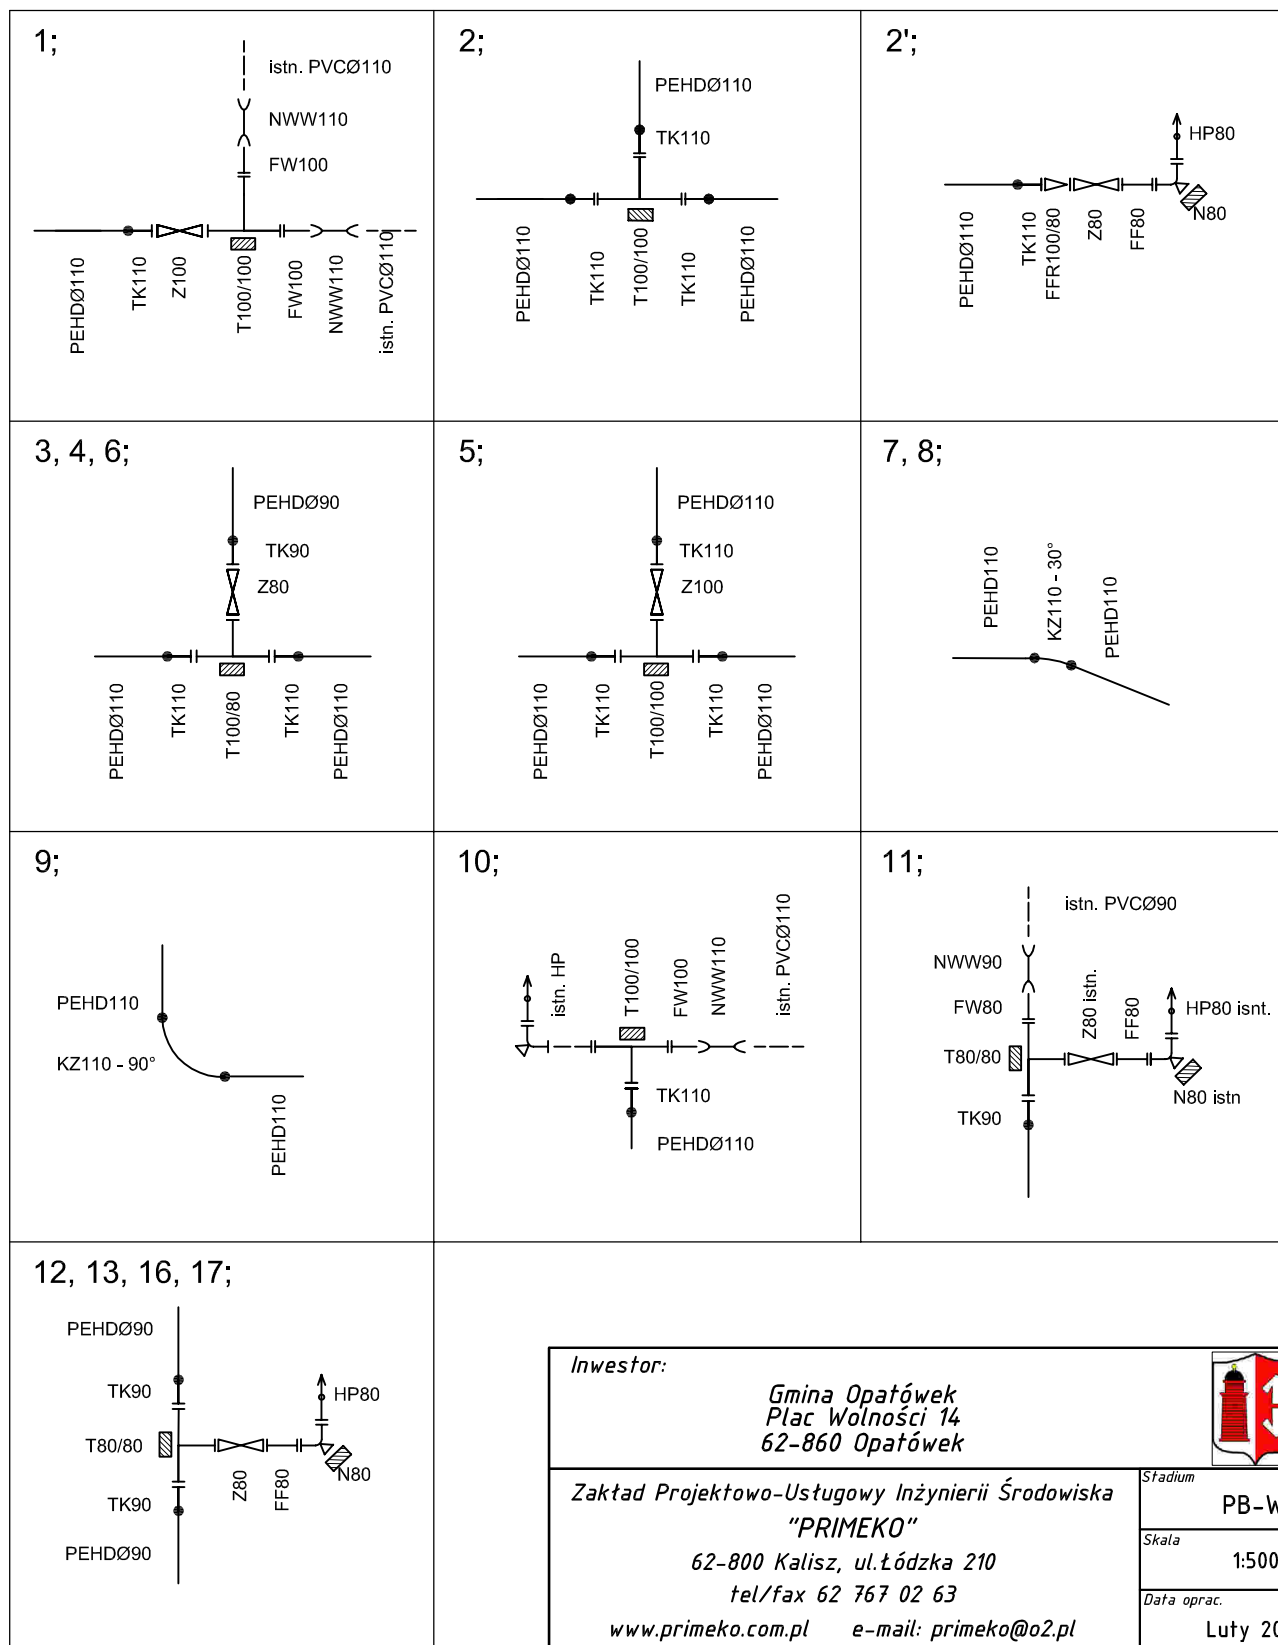 1;
istn. PVCØ110
NWW110
FW100
PEHDØ110
TK110
Z100
T100/100
FW100
NWW110
istn. PVCØ110
2;
PEHDØ110
TK110
PEHDØ110
TK110
T100/100
TK110
PEHDØ110
2';
HP80
N80
PEHDØ110
TK110
FFR100/80
Z80
FF80
3, 4, 6;
PEHDØ90
TK90
Z80
PEHDØ110
TK110
T100/80
TK110
PEHDØ110
5;
PEHDØ110
TK110
Z100
PEHDØ110
TK110
T100/100
TK110
PEHDØ110
7, 8;
PEHD110
KZ110 - 30°
PEHD110
9;
PEHD110
KZ110 - 90°
PEHD110
10;
istn. HP
T100/100
FW100
NWW110
istn. PVCØ110
TK110
PEHDØ110
11;
istn. PVCØ90
NWW90
FW80
T80/80
TK90
Z80 istn.
FF80
HP80 isnt.
N80 istn
12, 13, 16, 17;
PEHDØ90
TK90
T80/80
TK90
PEHDØ90
Z80
FF80
HP80
N80
Inwestor:
Gmina Opatówek
Plac Wolności 14
62-860 Opatówek
Zakład Projektowo-Usługowy Inżynierii Środowiska
"PRIMEKO"
62-800 Kalisz, ul.Łódzka 210
tel/fax 62 767 02 63
www.primeko.com.pl e-mail: primeko@o2.pl
Stadium
PB-W
Skala
1:500
Data oprac.
Luty 20